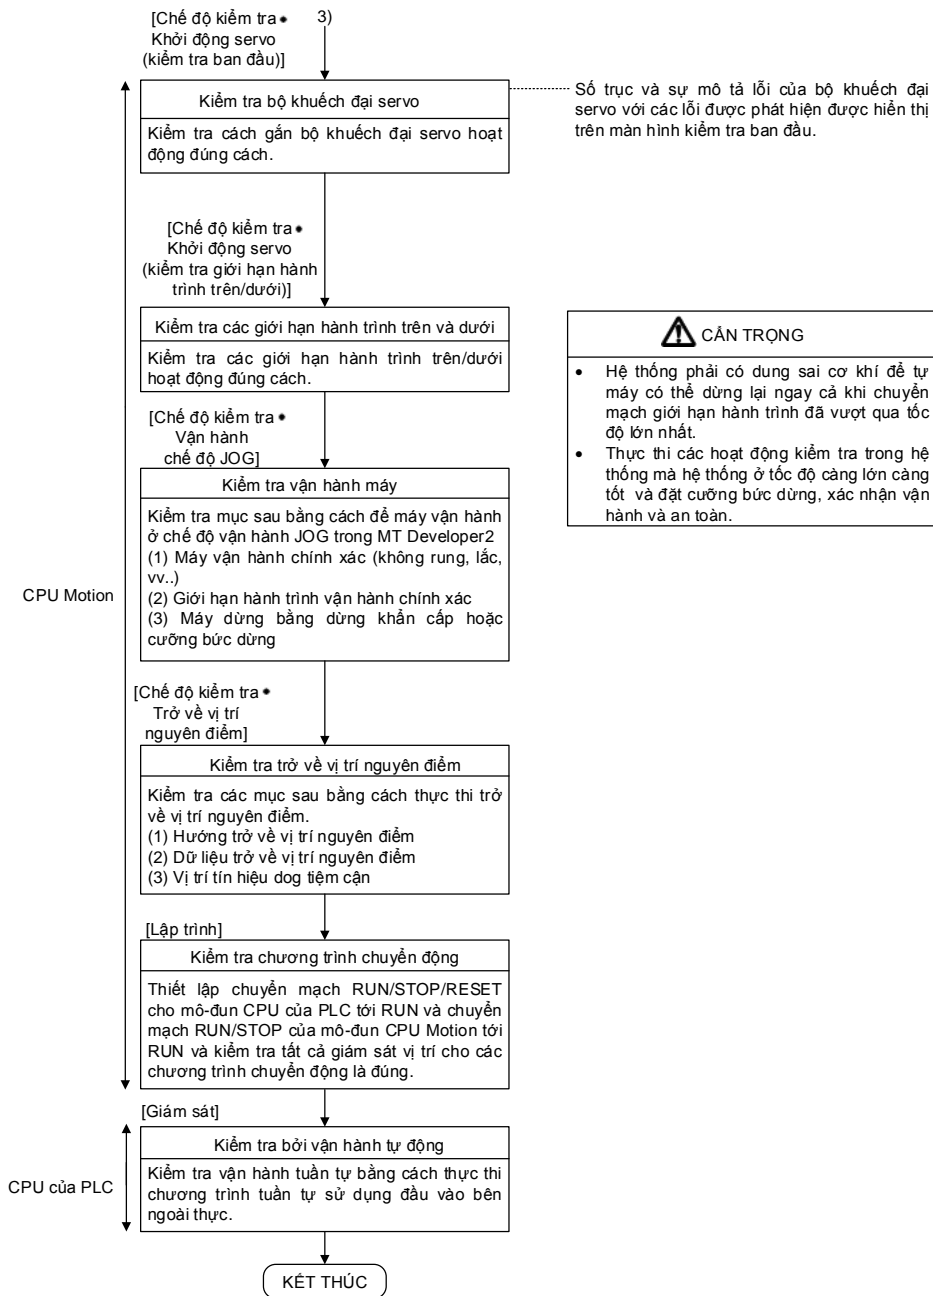 [Chế độ kiểm tra•
Khởi động servo
(kiểm tra ban đầu)]
3)
Kiểm tra bộ khuếch đại servo
Kiểm tra cách gắn bộ khuếch đại servo hoạt
động đúng cách.
Số trục và sự mô tả lỗi của bộ khuếch đại
servo với các lỗi được phát hiện được hiển thị
trên màn hình kiểm tra ban đầu.
[Chế độ kiểm tra•
Khởi động servo
(kiểm tra giới hạn hành
trình trên/dưới)]
Kiểm tra các giới hạn hành trình trên và dưới
Kiểm tra các giới hạn hành trình trên/dưới
hoạt động đúng cách.
CẨN TRỌNG
• Hệ thống phải có dung sai cơ khí để tự
máy có thể dừng lại ngay cả khi chuyển
mạch giới hạn hành trình đã vượt qua tốc
độ lớn nhất.
• Thực thi các hoạt động kiểm tra trong hệ
thống mà hệ thống ở tốc độ càng lớn càng
tốt và đặt cưỡng bức dừng, xác nhận vận
hành và an toàn.
[Chế độ kiểm tra•
Vận hành
chế độ JOG]
Kiểm tra vận hành máy
Kiểm tra mục sau bằng cách để máy vận hành
ở chế độ vận hành JOG trong MT Developer2
(1) Máy vận hành chính xác (không rung, lắc,
vv..)
(2) Giới hạn hành trình vận hành chính xác
(3) Máy dừng bằng dừng khẩn cấp hoặc
cưỡng bức dừng
CPU Motion
[Chế độ kiểm tra•
Trở về vị trí
nguyên điểm]
Kiểm tra trở về vị trí nguyên điểm
Kiểm tra các mục sau bằng cách thực thi trở
về vị trí nguyên điểm.
(1) Hướng trở về vị trí nguyên điểm
(2) Dữ liệu trở về vị trí nguyên điểm
(3) Vị trí tín hiệu dog tiệm cận
[Lập trình]
Kiểm tra chương trình chuyển động
Thiết lập chuyển mạch RUN/STOP/RESET
cho mô-đun CPU của PLC tới RUN và chuyển
mạch RUN/STOP của mô-đun CPU Motion tới
RUN và kiểm tra tất cả giám sát vị trí cho các
chương trình chuyển động là đúng.
[Giám sát]
Kiểm tra bởi vận hành tự động
Kiểm tra vận hành tuần tự bằng cách thực thi
chương trình tuần tự sử dụng đầu vào bên
ngoài thực.
CPU của PLC
KẾT THÚC